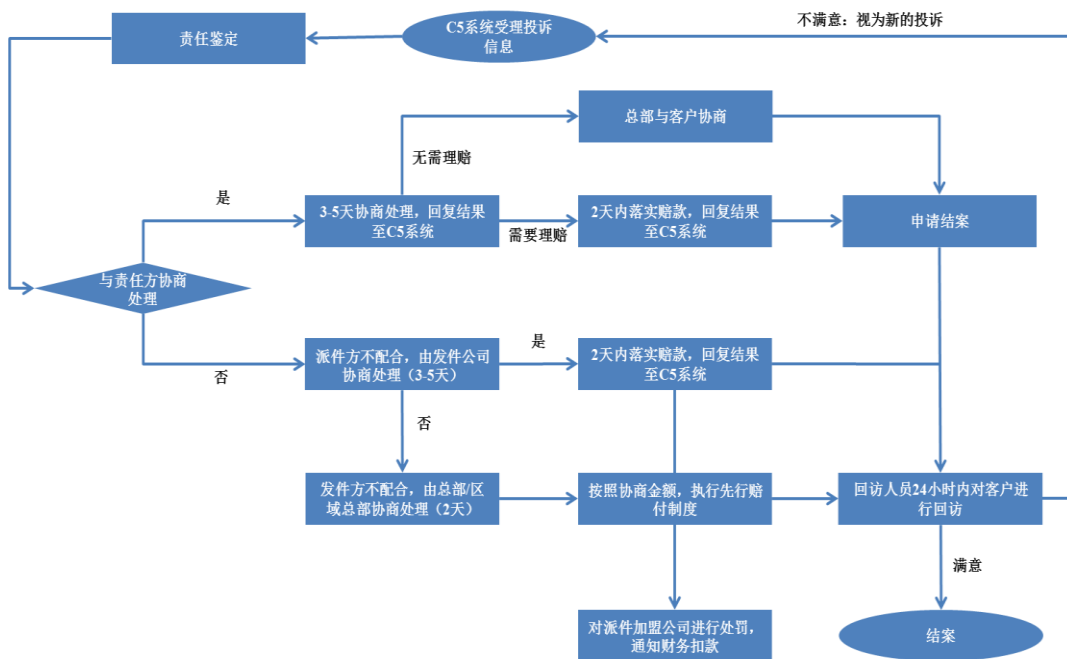 不满意：视为新的投诉
C5系统受理投诉
信息
责任鉴定
总部与客户协商
无需理赔
是
3-5天协商处理，回复结果
至C5系统
需要理赔
2天内落实赔款，回复结果
至C5系统
申请结案
与责任方协商
处理
否
派件方不配合，由发件公司
协商处理（3-5天）
是
2天内落实赔款，回复结果
至C5系统
否
发件方不配合，由总部/区
域总部协商处理（2天）
按照协商金额，执行先行赔
付制度
回访人员24小时内对客户进
行回访
满意
对派件加盟公司进行处罚，
通知财务扣款
结案